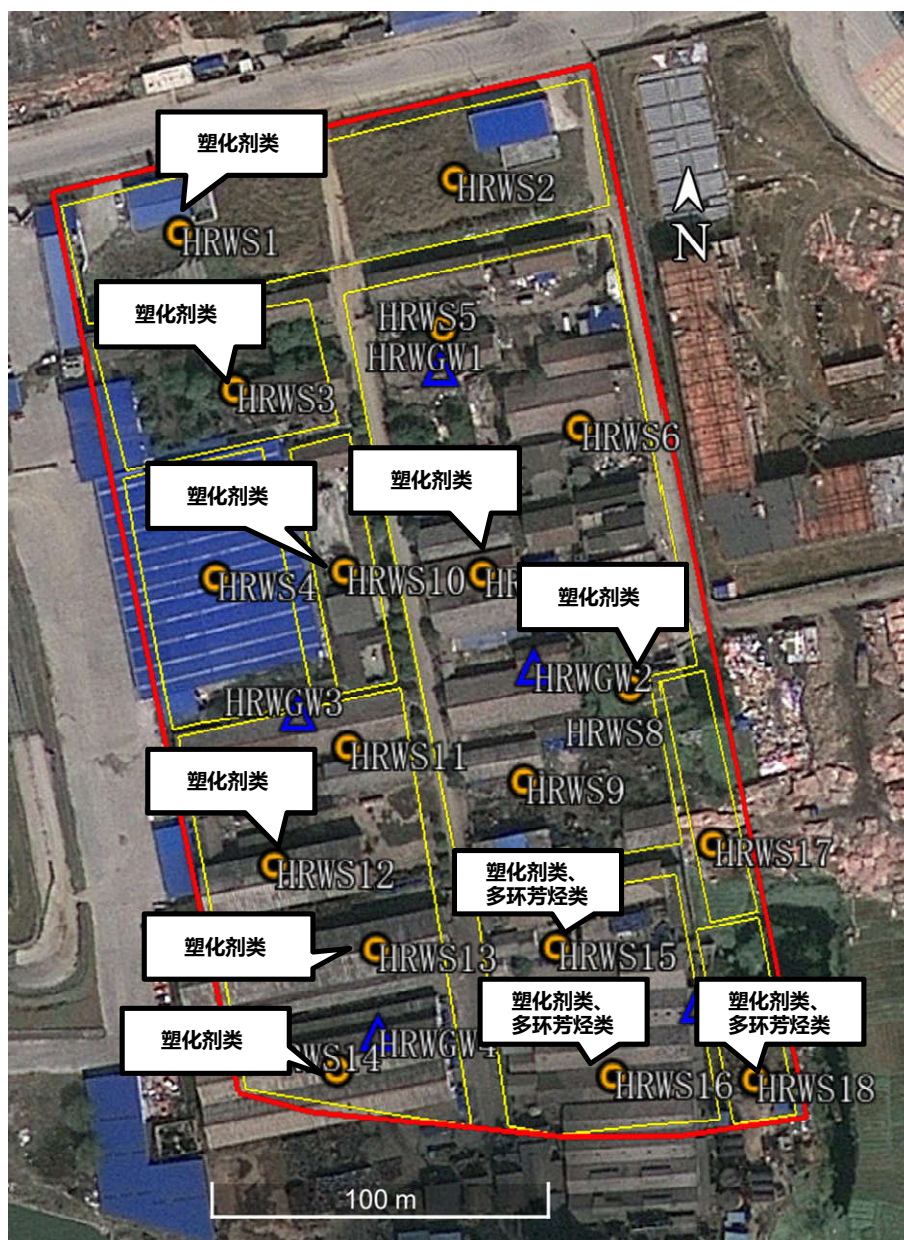 塑化剂类
HRWS2
HRWS1
N
塑化剂类
HRWS5
HRWGW1
HRWS3
HRWS6
塑化剂类
塑化剂类
HRWS4
HRWS10
塑化剂类
HRWGW2
HRWGW3
HRWS8
HRWS11
塑化剂类
HRWS9
HRWS12
HRWS17
塑化剂类、
多环芳烃类
塑化剂类
HRWS13
HRWS15
塑化剂类、
多环芳烃类
塑化剂类、
多环芳烃类
塑化剂类
HRWGW4
HRWS16
HRWS18
100 m